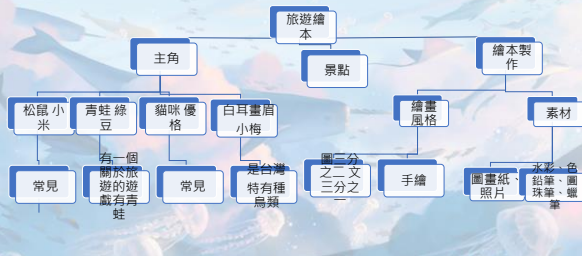 旅遊繪
本
主角
景點
繪本製
作
松鼠 小
米
青蛙 綠
豆
貓咪 優
格
白耳畫眉
小梅
繪畫
風格
素材
常見
有一個
關於旅
遊的遊
戲有青
蛙
常見
是台灣
特有種
鳥類
圖三分
之二 文
三分之
一
手繪
圖畫紙、
照片
水彩、色
鉛筆、圓
珠筆、蠟
筆